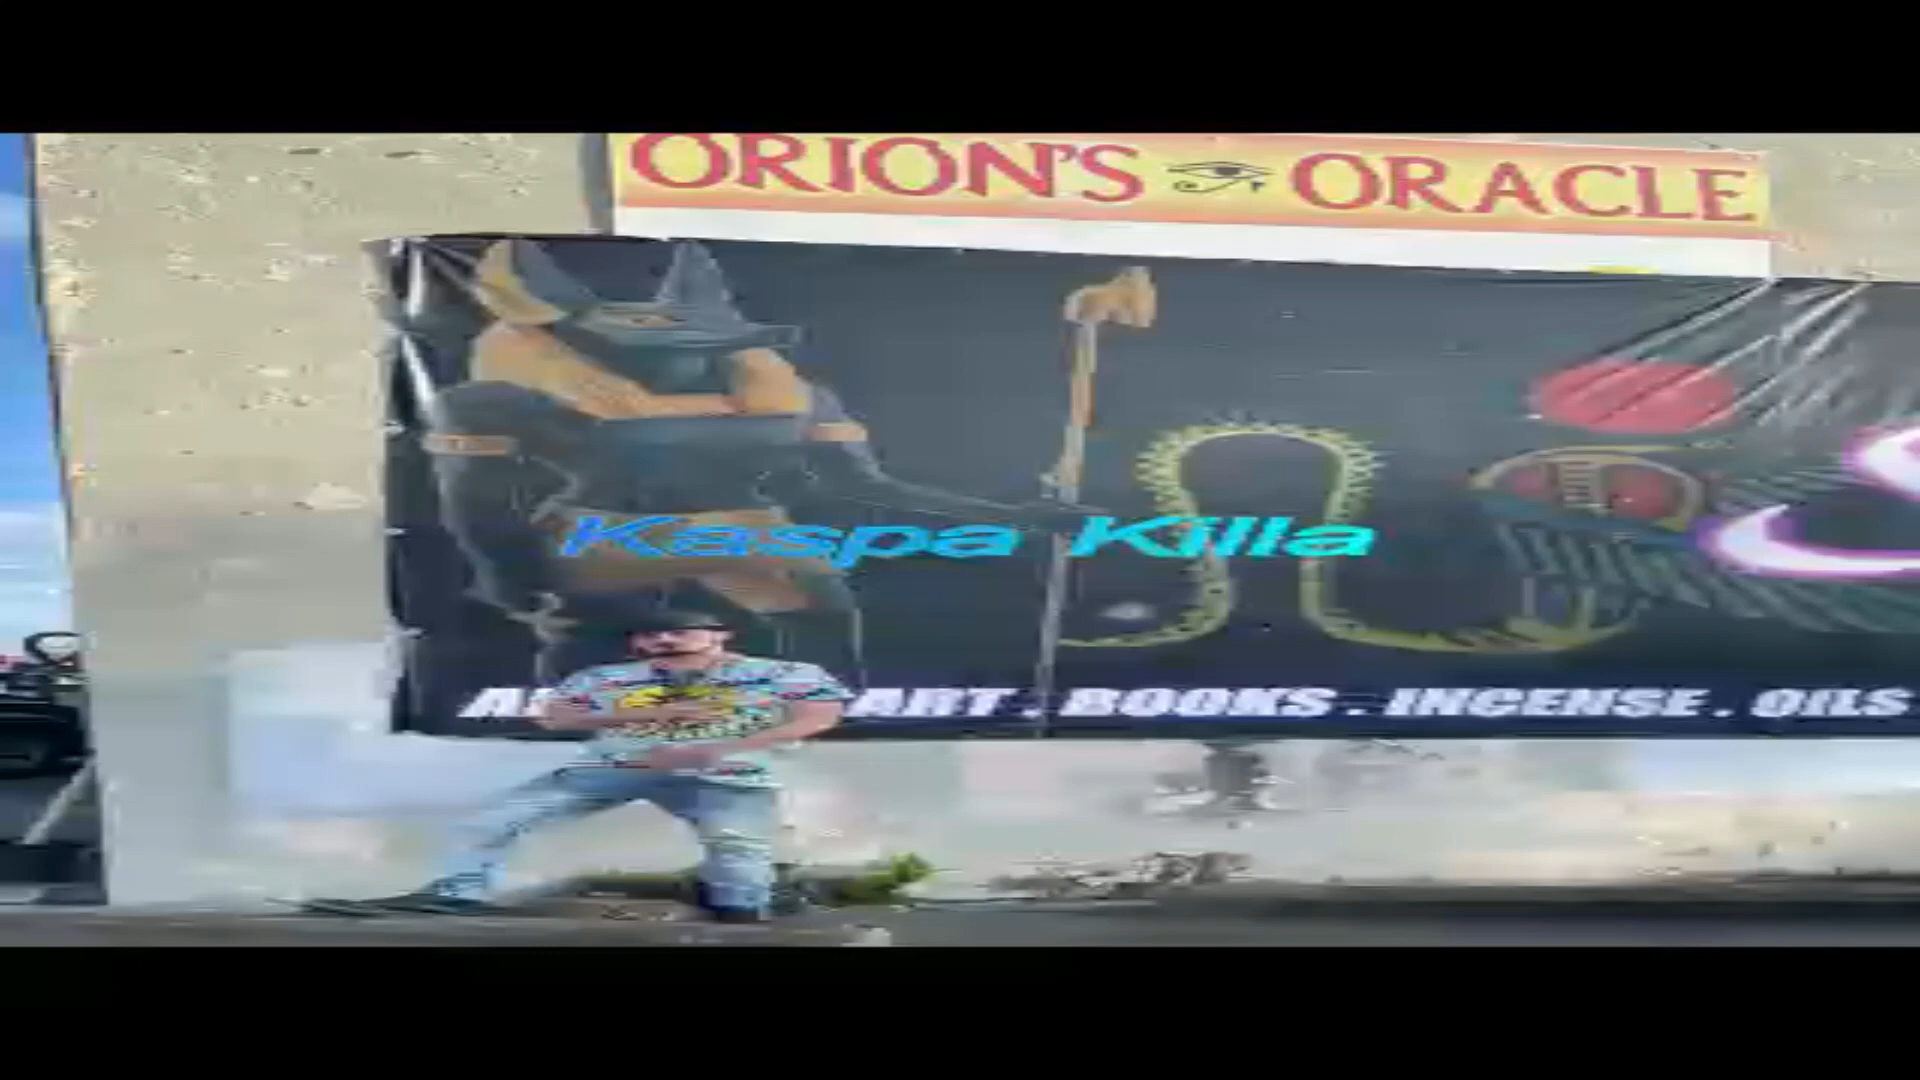 ORION'S ORACLE
Kaspa Killa
ART . BOOKS . INCENSE . OILS